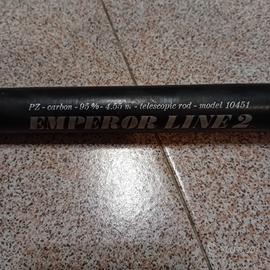 PZ - carbon - 95% - 4.55 m. - telescopic rod - model 10451
EMPEROR LINE 2